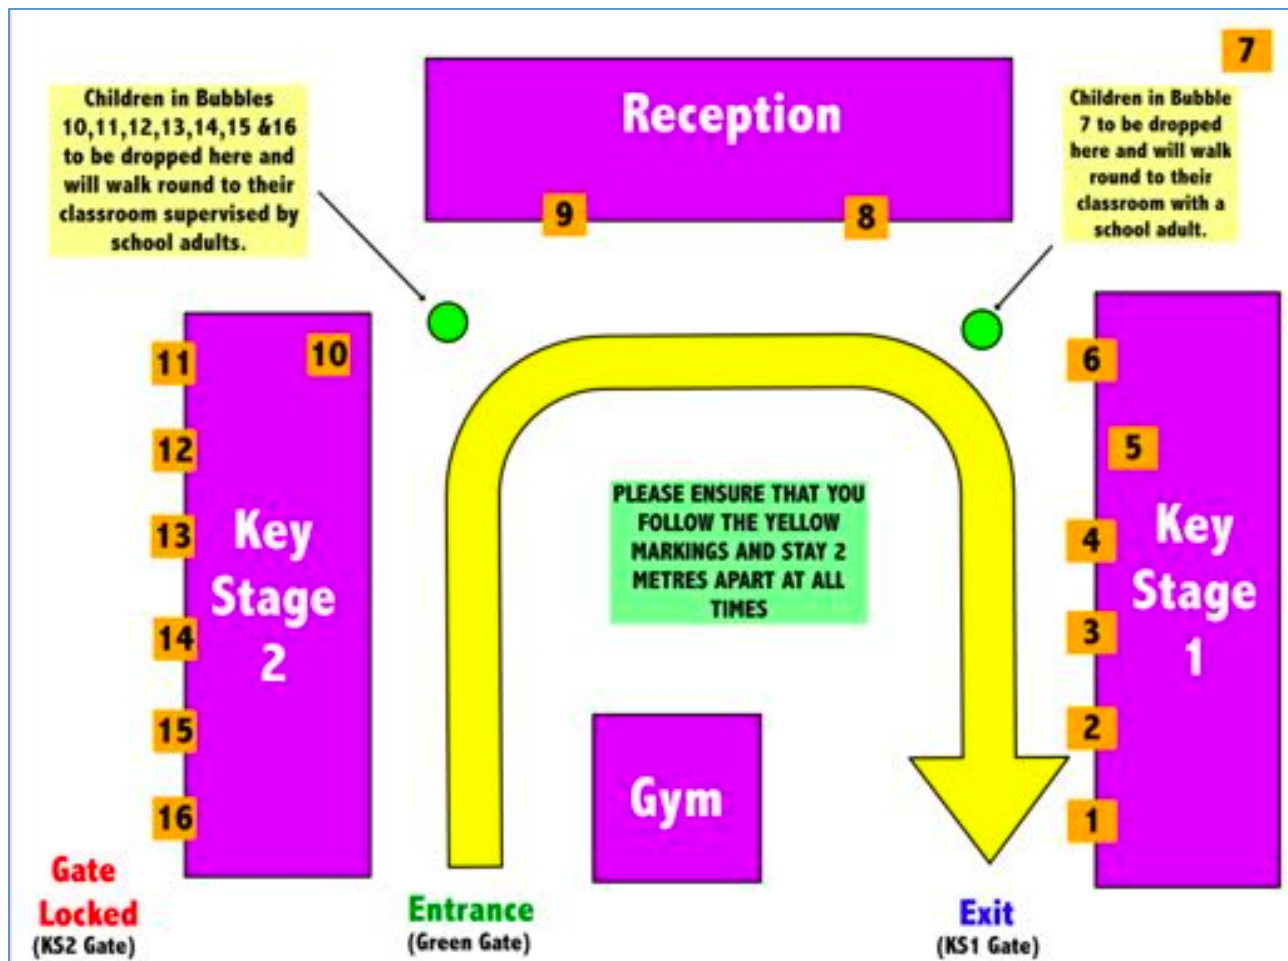 7
Children in Bubbles
10,11,12,13,14,15 &16
to be dropped here and
will walk round to their
classroom supervised by
school adults.
Reception
Children in Bubble
7 to be dropped
here and will walk
round to their
classroom with a
school adult.
9
8
11
10
12
13
14
15
16
Key
Stage
2
PLEASE ENSURE THAT YOU
FOLLOW THE YELLOW
MARKINGS AND STAY 2
METRES APART AT ALL
TIMES
6
5
4
3
2
1
Key
Stage
1
Gym
Gate
Locked
(KS2 Gate)
Entrance
(Green Gate)
Exit
(KS1 Gate)